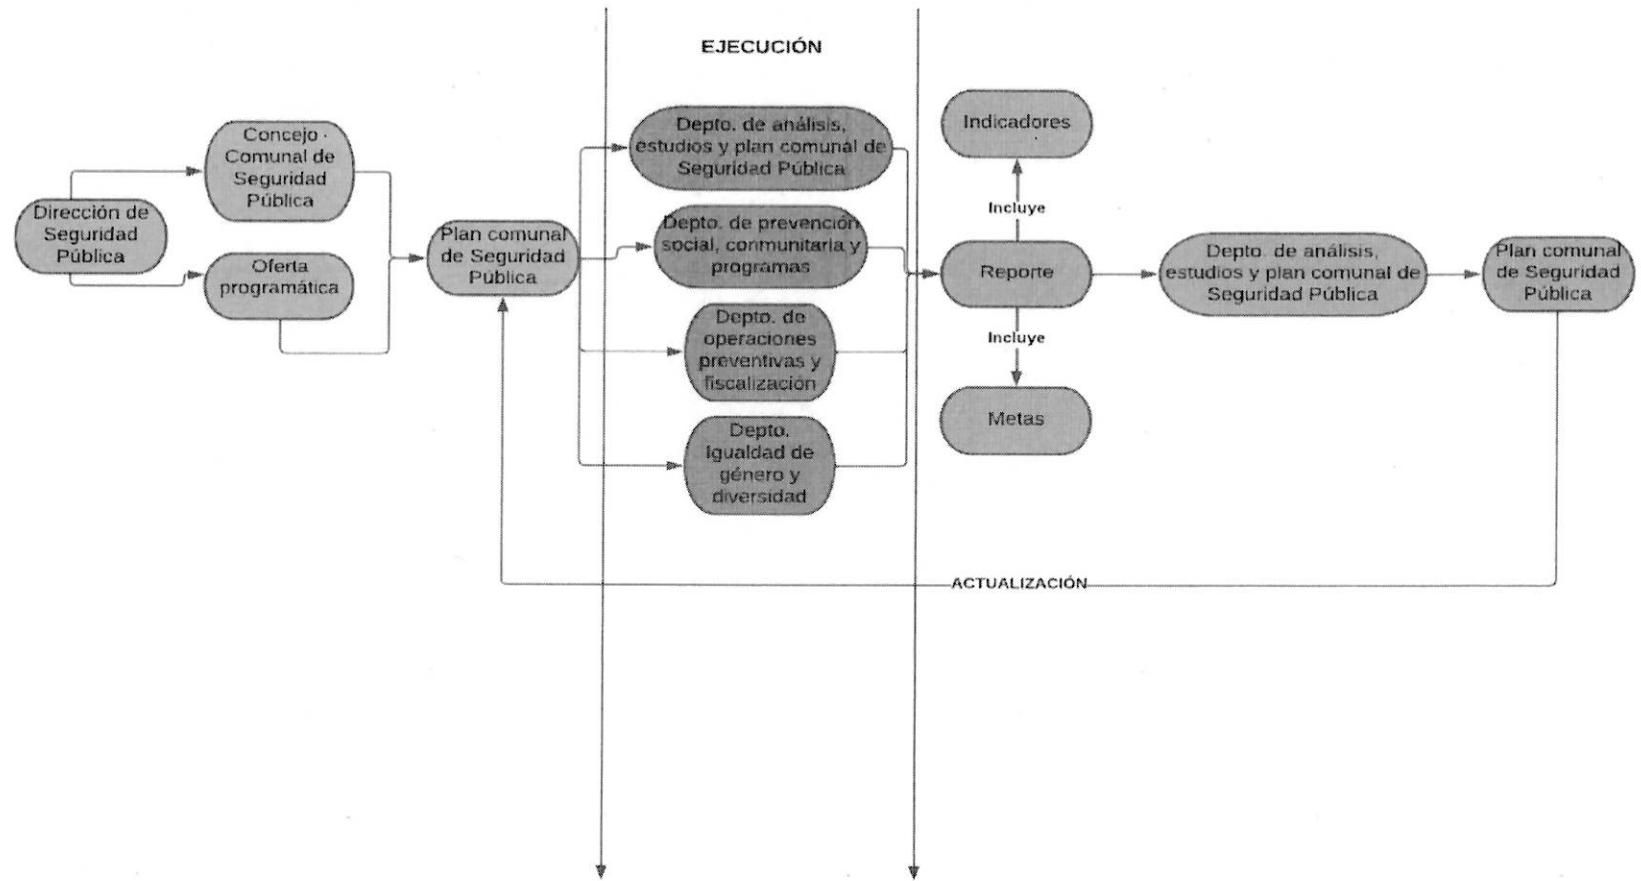 EJECUCIÓN
Dirección de
Seguridad
Pública
Concejo
Comunal de
Seguridad
Pública
Oferta
programática
Plan comunal
de Seguridad
Pública
Depto. de análisis,
estudios y plan comunal de
Seguridad Pública
Depto. de prevención
social, conmunitaria y
programas
Depto. de
operaciones
preventivas y
fiscalización
Depto.
Igualdad de
género y
diversidad
Indicadores
Incluye
Reporte
Incluye
Metas
Depto. de análisis,
estudios y plan comunal de
Seguridad Pública
Plan comunal
de Seguridad
Pública
ACTUALIZACIÓN